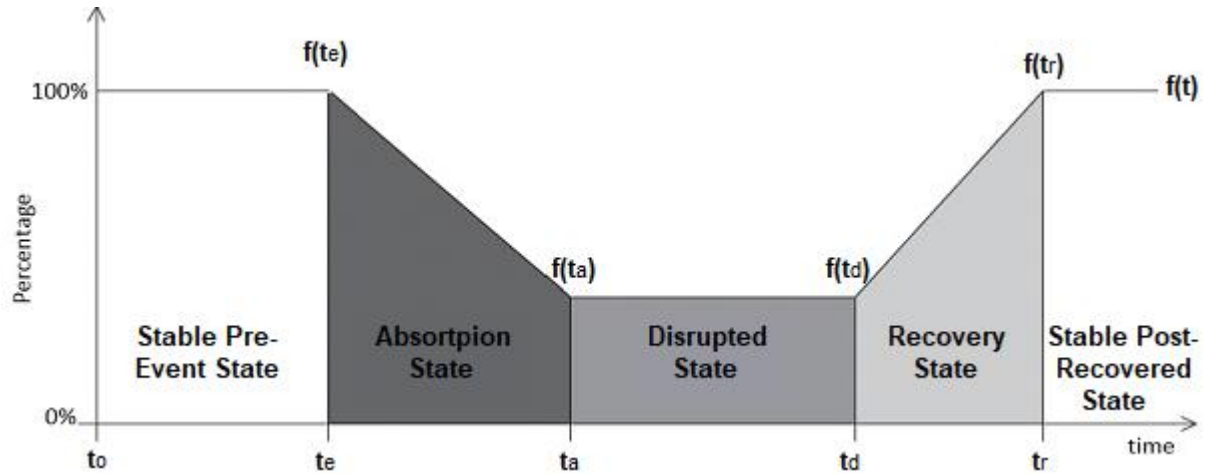 f(te)
f(tr)
100%
f(t)
Percentage
f(ta)
f(td)
Stable Pre-
Event State
Absortpion
State
Disrupted
State
Recovery
State
Stable Post-
Recovered
State
0%
time
to
te
ta
td
tr